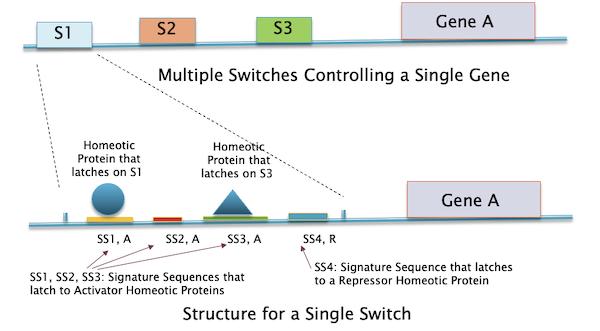 S1
S2
S3
Gene A
Multiple Switches Controlling a Single Gene
Homeotic
Protein that
latches on S1
Homeotic
Protein that
latches on S3
Gene A
SS1, A
SS2, A
SS3, A
SS4, R
SS1, SS2, SS3: Signature Sequences that
latch to Activator Homeotic Proteins
SS4: Signature Sequence that latches
to a Repressor Homeotic Protein
Structure for a Single Switch